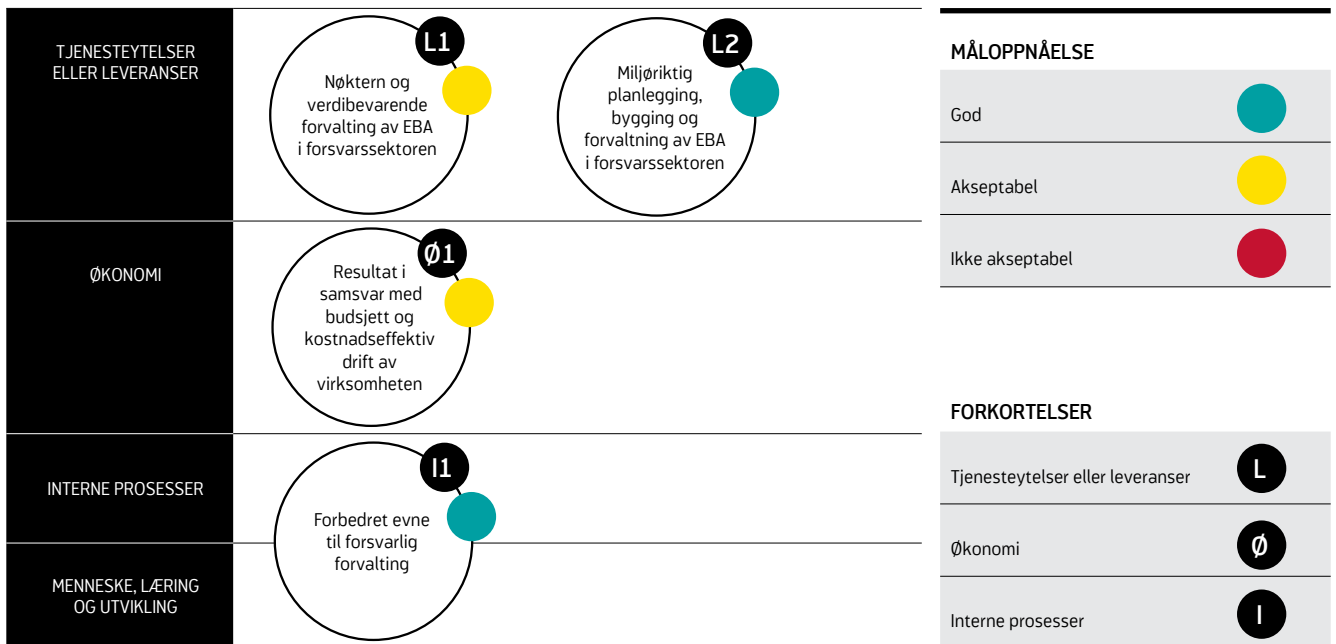 TJENESTEYTELSER
ELLER LEVERANSER
L1
Nøktern og
verdibevarende
forvalting av EBA
i forsvarssektoren
L2
Miljøriktig
planlegging,
bygging og
forvaltning av EBA
i forsvarssektoren
ØKONOMI
Ø1
Resultat i
samsvar med
budsjett og
kostnadseffektiv
drift av
virksomheten
INTERNE PROSESSER
I1
Forbedret evne
til forsvarlig
forvalting
MENNESKE, LÆRING
OG UTVIKLING
MÅLOPPNÅELSE
God
Akseptabel
Ikke akseptabel
FORKORTELSER
Tjenesteytelser eller leveranser L
Økonomi Ø
Interne prosesser I